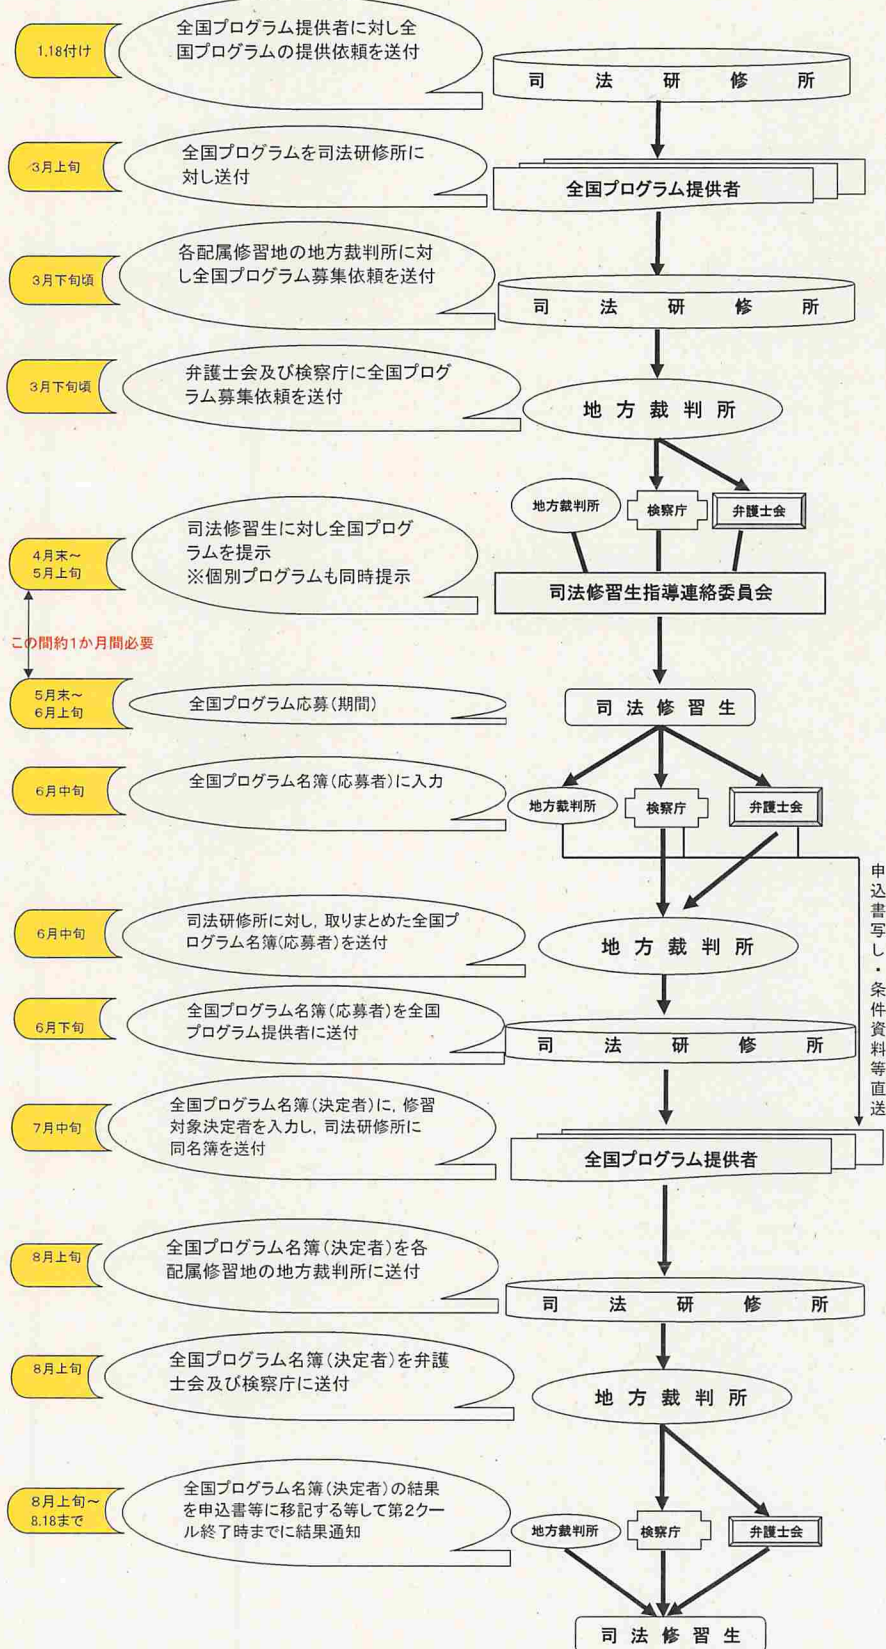 1.18付け
全国プログラム提供者に対し全
国プログラムの提供依頼を送付
司法研修所
3月上旬
全国プログラムを司法研修所に
対し送付
全国プログラム提供者
3月下旬頃
各配属修習地の地方裁判所に対
し全国プログラム募集依頼を送付
司法研修所
3月下旬頃
弁護士会及び検察庁に全国プログ
ラム募集依頼を送付
地方裁判所
地方裁判所
検察庁
弁護士会
4月末～
5月上旬
司法修習生に対し全国プログ
ラムを提示
※個別プログラムも同時提示
司法修習生指導連絡委員会
この間約1か月間必要
5月末～
6月上旬
全国プログラム応募(期間)
司法修習生
6月中旬
全国プログラム名簿(応募者)に入力
地方裁判所
検察庁
弁護士会
申込書写し・条件資料等直送
6月中旬
司法研修所に対し，取りまとめた全国プ
ログラム名簿(応募者)を送付
地方裁判所
6月下旬
全国プログラム名簿(応募者)を全国
プログラム提供者に送付
司法研修所
7月中旬
全国プログラム名簿(決定者)に，修習
対象決定者を入力し，司法研修所に
同名簿を送付
全国プログラム提供者
8月上旬
全国プログラム名簿(決定者)を各
配属修習地の地方裁判所に送付
司法研修所
8月上旬
全国プログラム名簿(決定者)を弁護
士会及び検察庁に送付
地方裁判所
8月上旬～
8.18まで
全国プログラム名簿(決定者)の結果
を申込書等に移記する等して第2クー
ル終了時までに結果通知
地方裁判所
検察庁
弁護士会
司法修習生